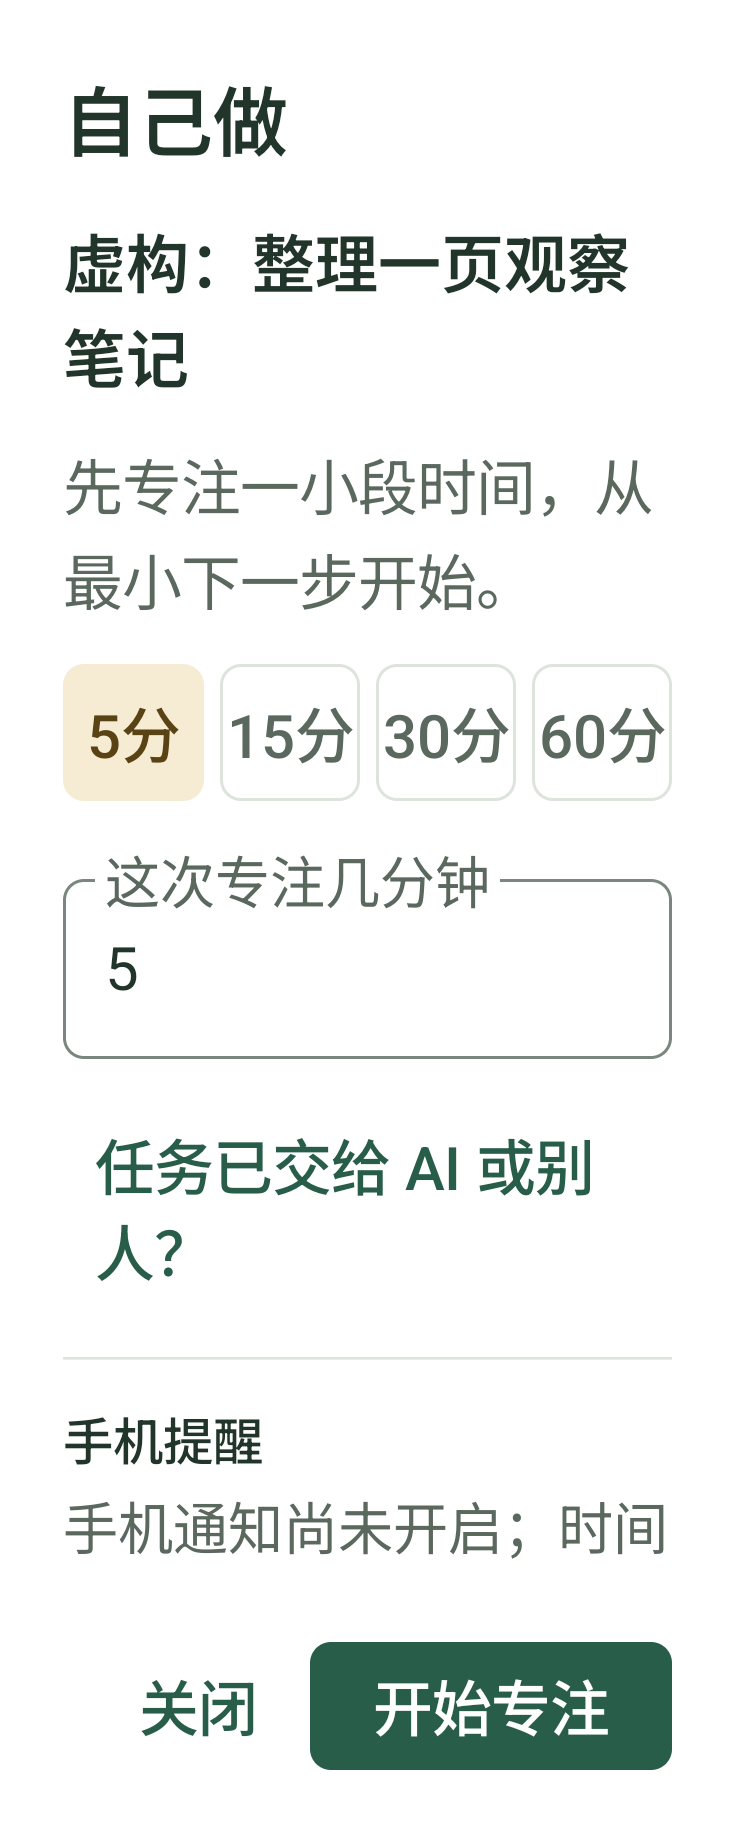 自己做
虚构：整理一页观察
笔记
先专注一小段时间，从
最小下一步开始。
5分 15分 30分 60分
这次专注几分钟
5
任务已交给 AI 或别
人？
手机提醒
手机通知尚未开启；时间
关闭 开始专注